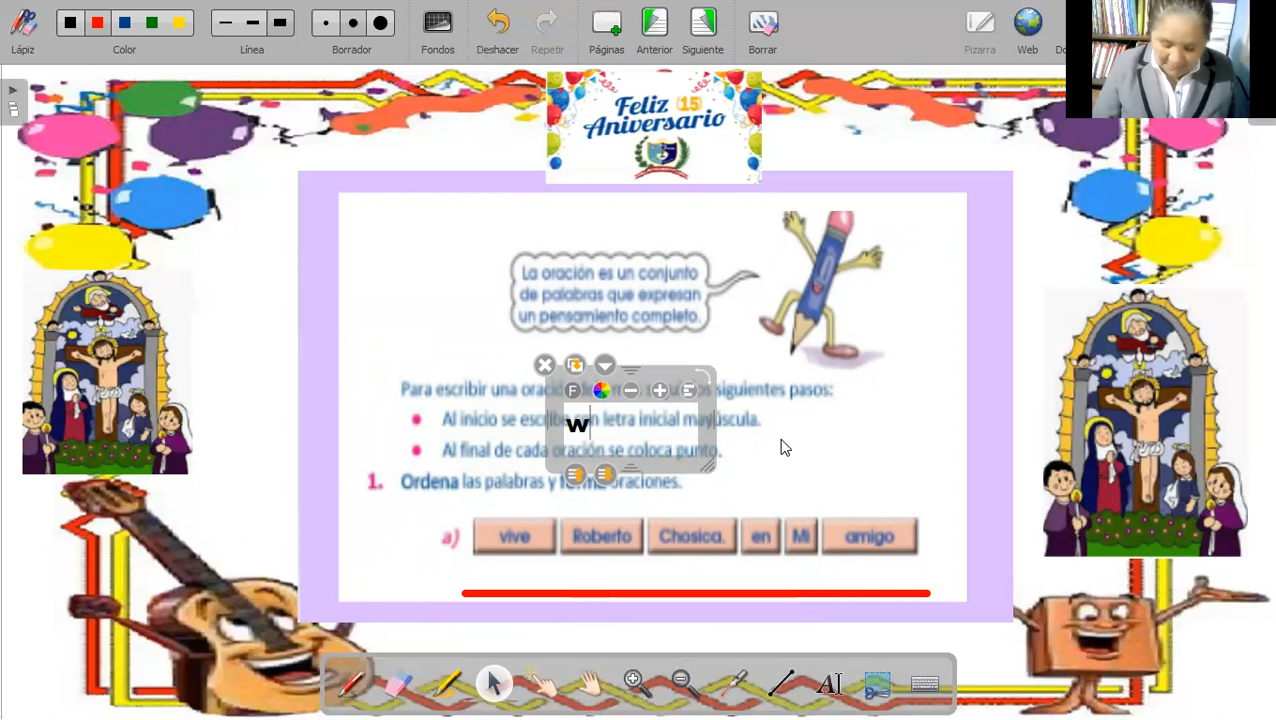 Lápiz
Color
Línea
Borrador
Fondos
Deshacer
Repetir
Páginas
Anterior
Siguiente
Borrar
Pizarra
Web
Feliz 15
Aniversario
La oración es un conjunto
de palabras que expresan
un pensamiento completo.
Para escribir una siguientes pasos:
F
Al inicio se escribe con letra inicial mayúscula.
w
Al final de cada oración se coloca punto.
1. Ordena las palabras y forma oraciones.
a) vive Roberto Chosica. en Mi amigo
AI